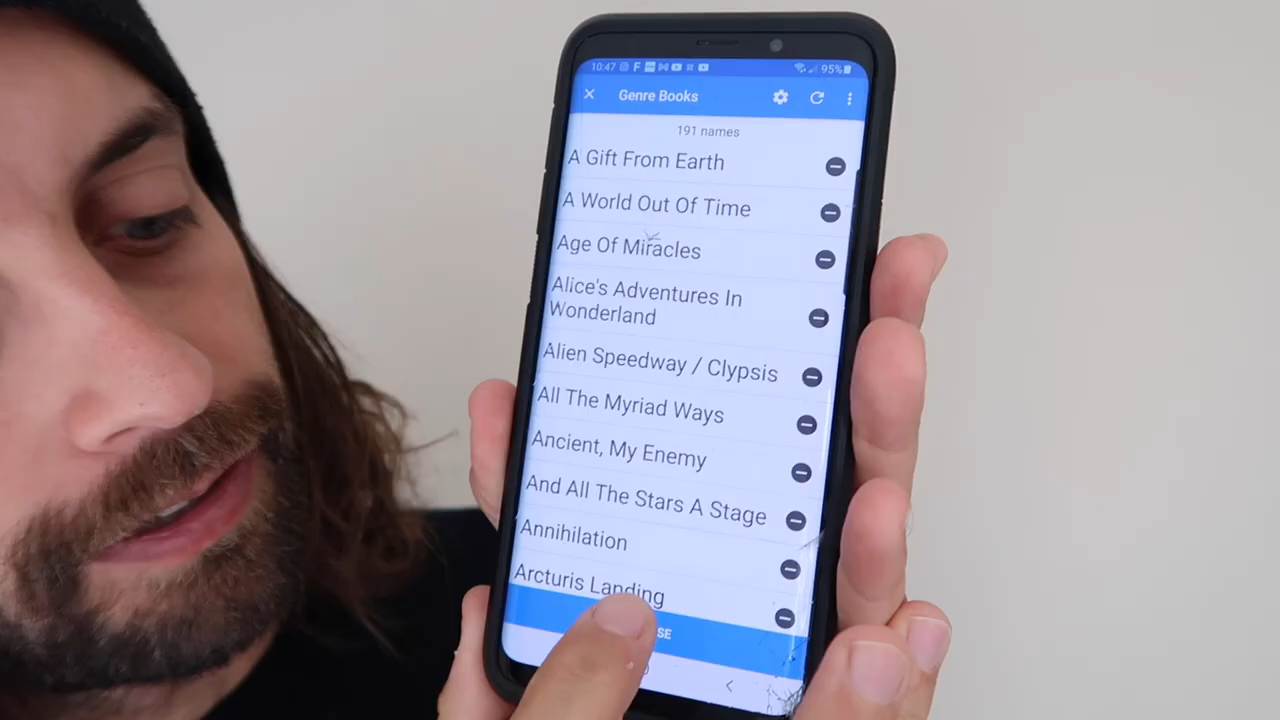 10:47
95%
Genre Books
191 names
A Gift From Earth
A World Out Of Time
Age Of Miracles
Alice's Adventures In
Wonderland
Alien Speedway / Clypsis
All The Myriad Ways
Ancient, My Enemy
And All The Stars A Stage
Annihilation
Arcturis Landing